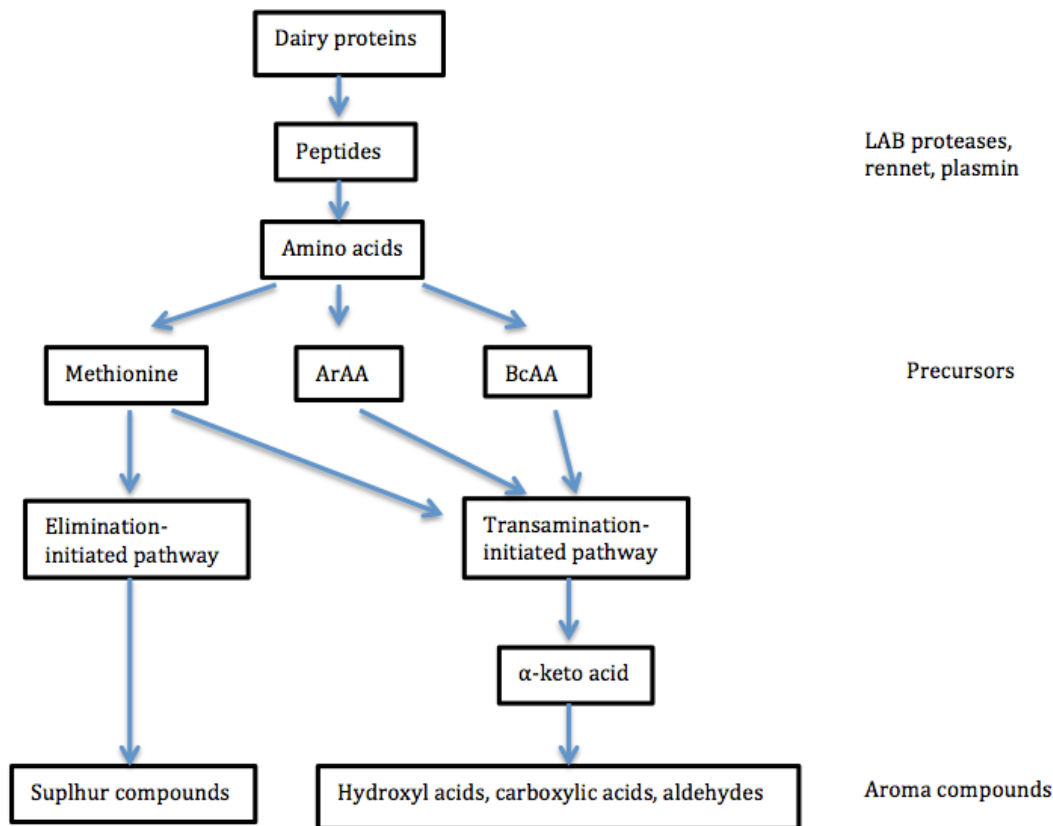 Dairy proteins
Peptides
LAB proteases,
rennet, plasmin
Amino acids
Methionine
ArAA
BcAA
Precursors
Elimination-
initiated pathway
Transamination-
initiated pathway
α-keto acid
Suplhur compounds
Hydroxyl acids, carboxylic acids, aldehydes
Aroma compounds